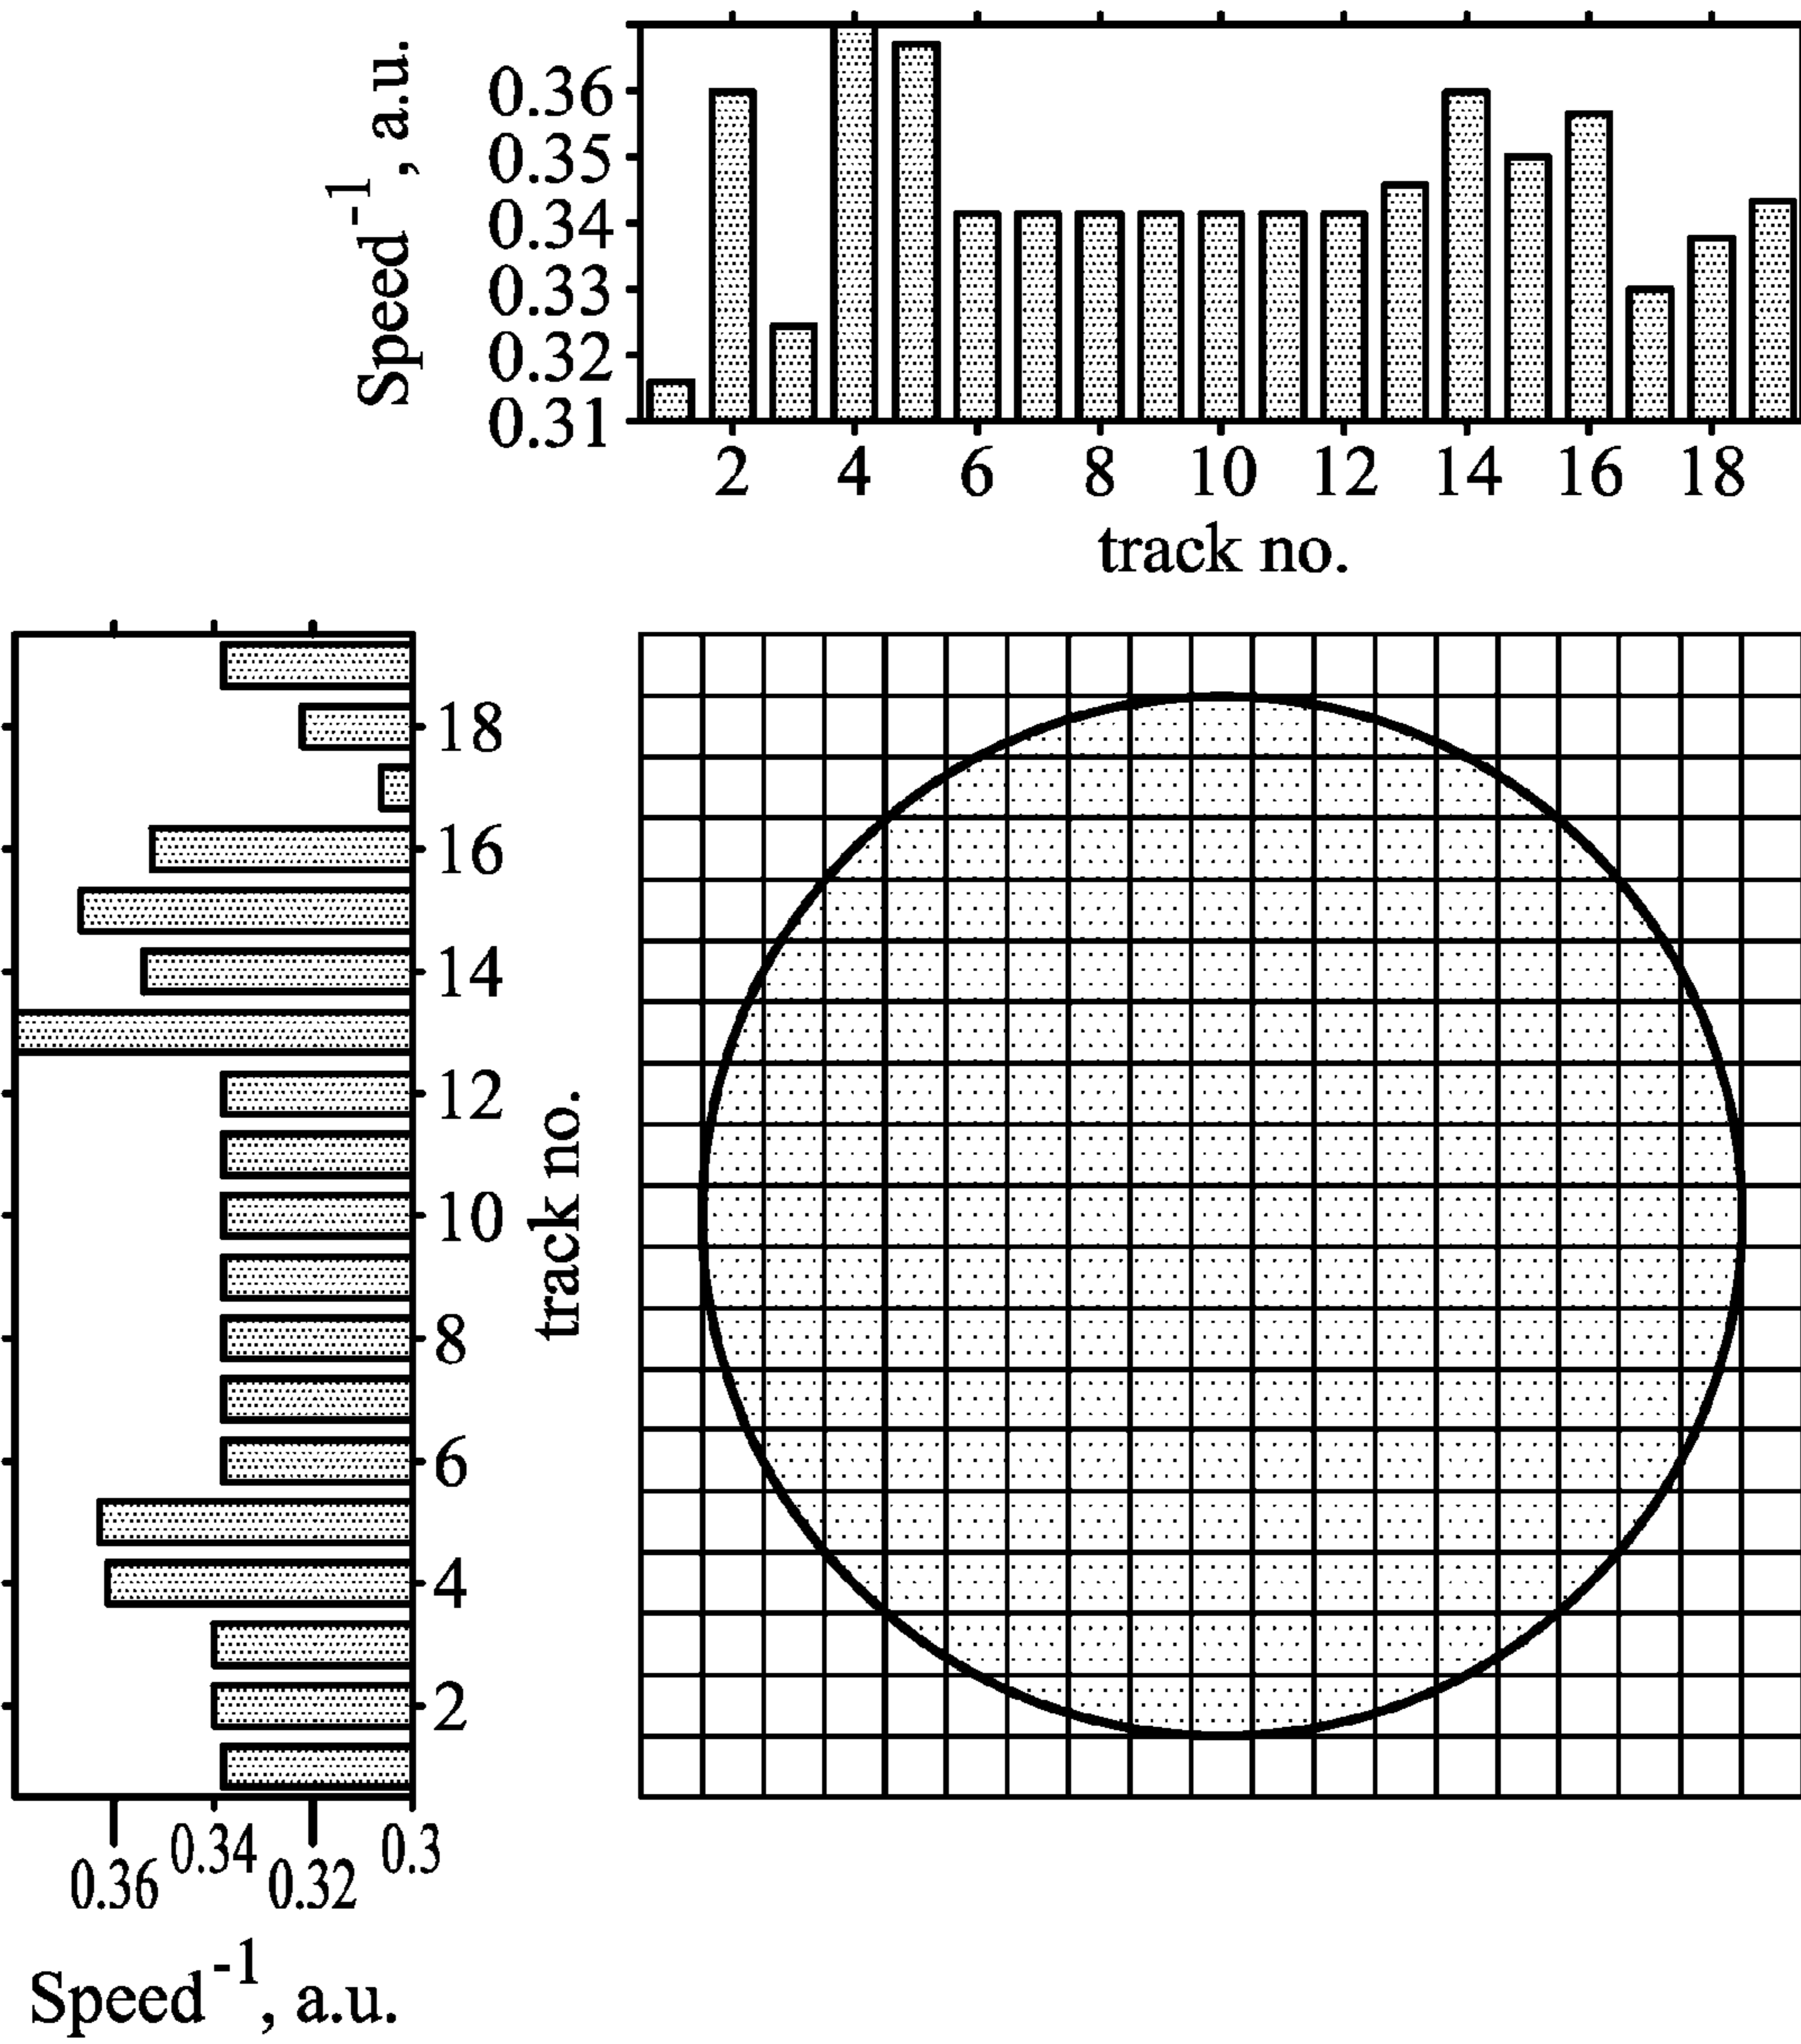 Speed⁻¹, a.u.
0.36
0.35
0.34
0.33
0.32
0.31
2 4 6 8 10 12 14 16 18
track no.
18
16
14
12
10
8
6
4
2
track no.
0.36 0.34 0.32 0.3
Speed⁻¹, a.u.